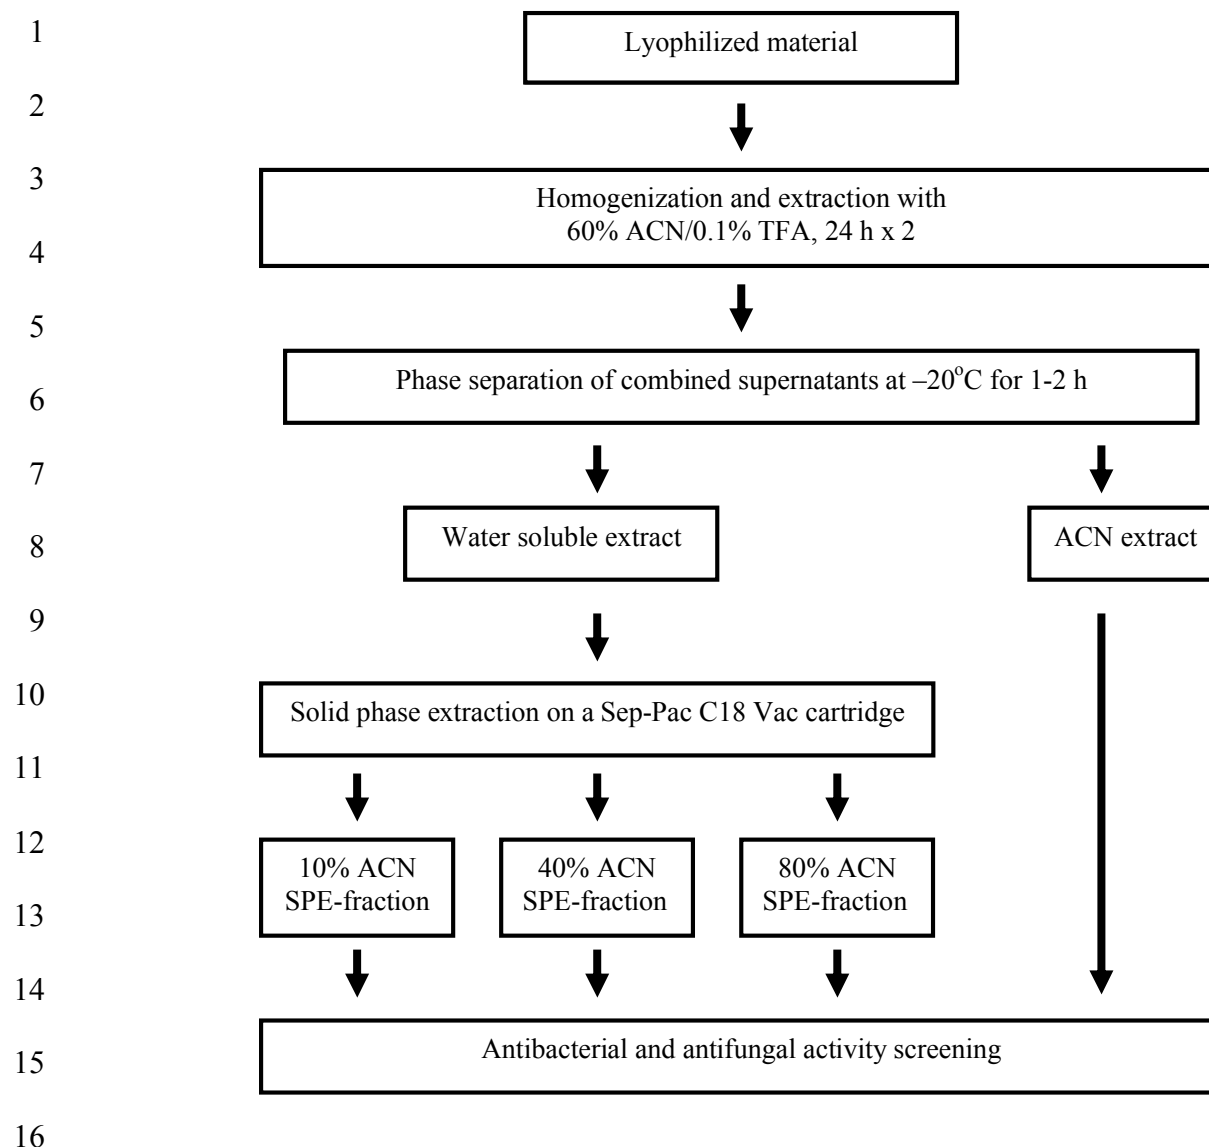 1
Lyophilized material
2
3
Homogenization and extraction with
60% ACN/0.1% TFA, 24 h x 2
4
5
Phase separation of combined supernatants at –20°C for 1-2 h
6
7
8
Water soluble extract
ACN extract
9
10
Solid phase extraction on a Sep-Pac C18 Vac cartridge
11
12
10% ACN
SPE-fraction
40% ACN
SPE-fraction
80% ACN
SPE-fraction
13
14
15
Antibacterial and antifungal activity screening
16